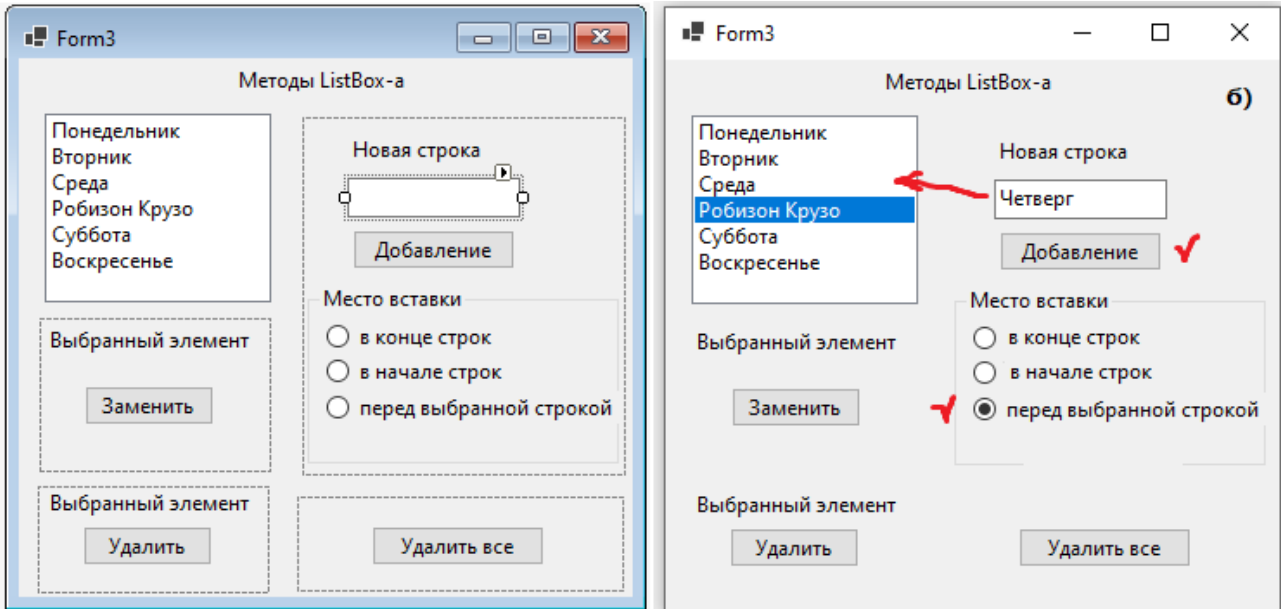 Form3
Методы ListBox-а
Понедельник
Вторник
Среда
Робизон Крузо
Суббота
Воскресенье
Новая строка
Добавление
Место вставки
в конце строк
в начале строк
перед выбранной строкой
Выбранный элемент
Заменить
Выбранный элемент
Удалить
Удалить все
Form3
Методы ListBox-а
б)
Понедельник
Вторник
Среда
Робизон Крузо
Суббота
Воскресенье
Новая строка
Четверг
Добавление
Место вставки
в конце строк
в начале строк
перед выбранной строкой
Выбранный элемент
Заменить
Выбранный элемент
Удалить
Удалить все